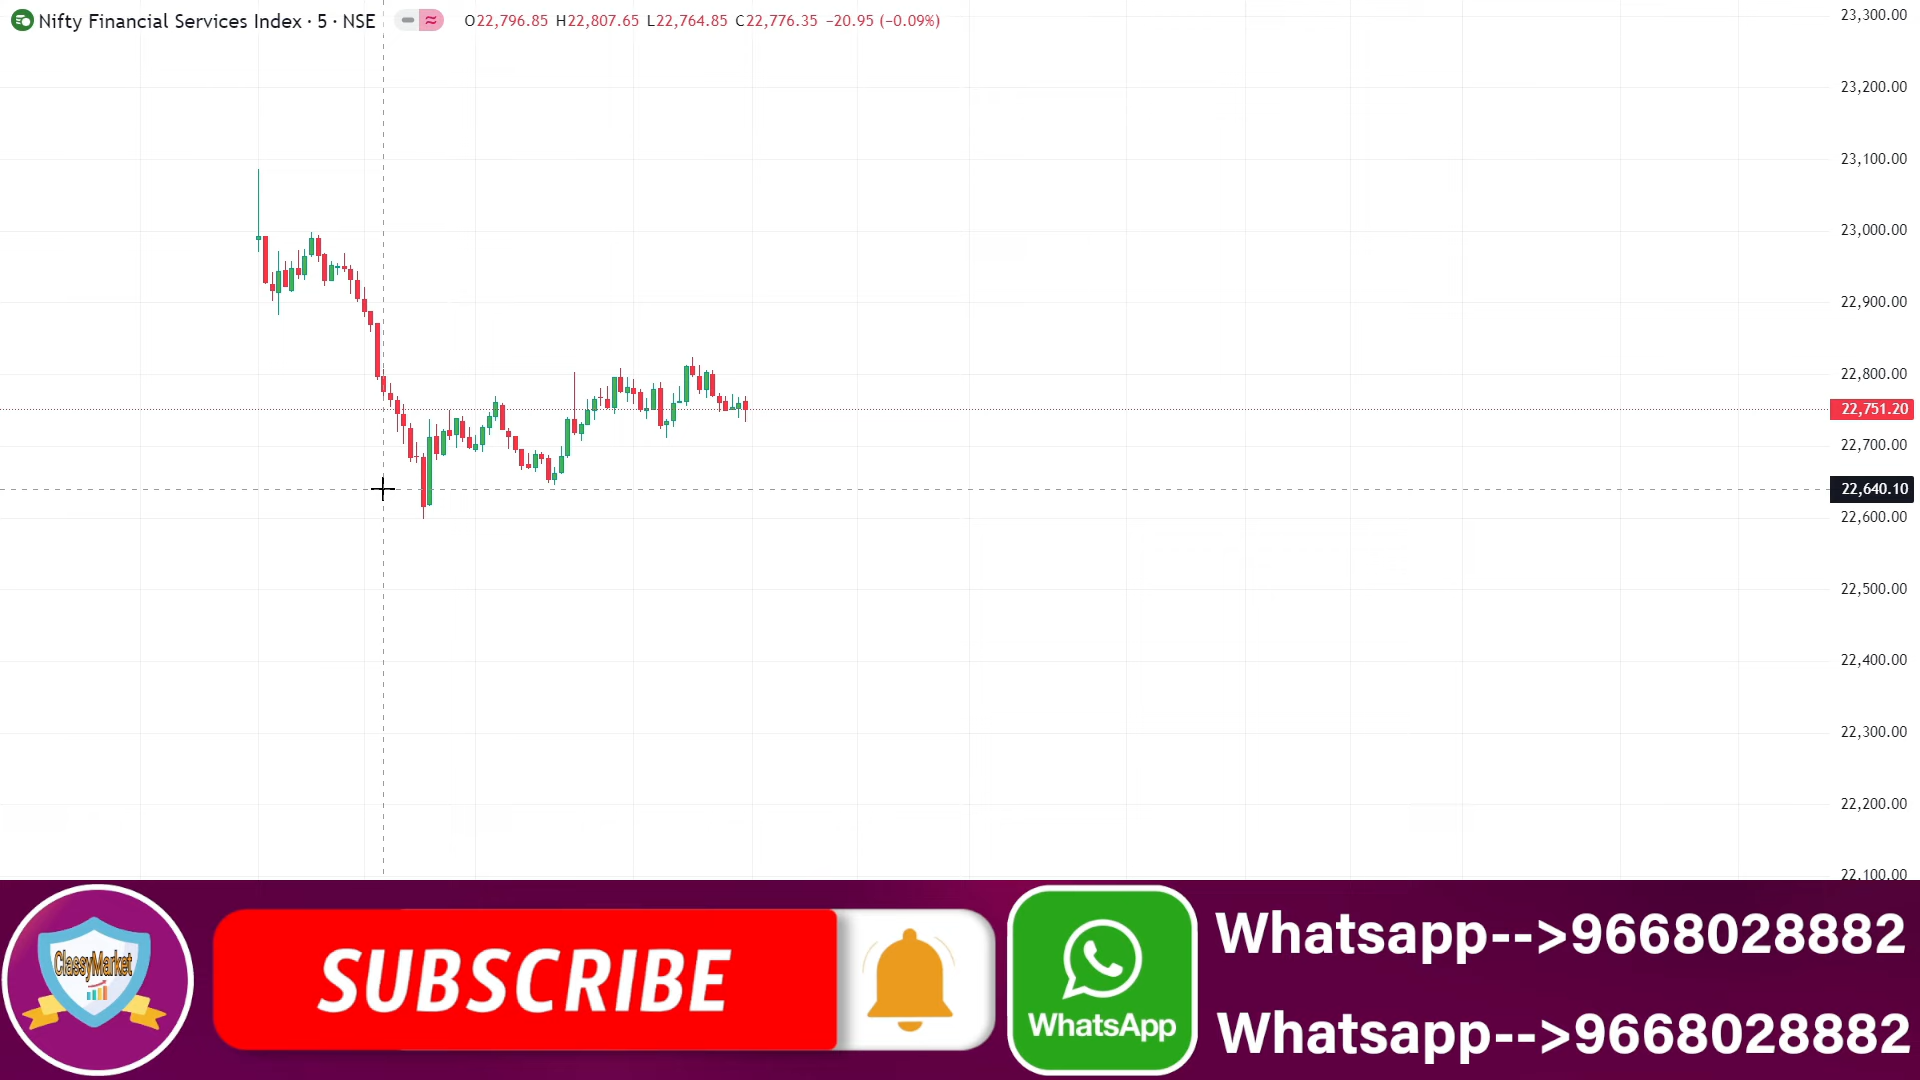 Nifty Financial Services Index · 5 · NSE
O22,796.85 H22,807.65 L22,764.85 C22,776.35 −20.95 (−0.09%)
23,300.00
23,200.00
23,100.00
23,000.00
22,900.00
22,800.00
22,751.20
22,700.00
22,640.10
22,600.00
22,500.00
22,400.00
22,300.00
22,200.00
22,100.00
ClassyMarket
SUBSCRIBE
WhatsApp
Whatsapp-->9668028882
Whatsapp-->9668028882